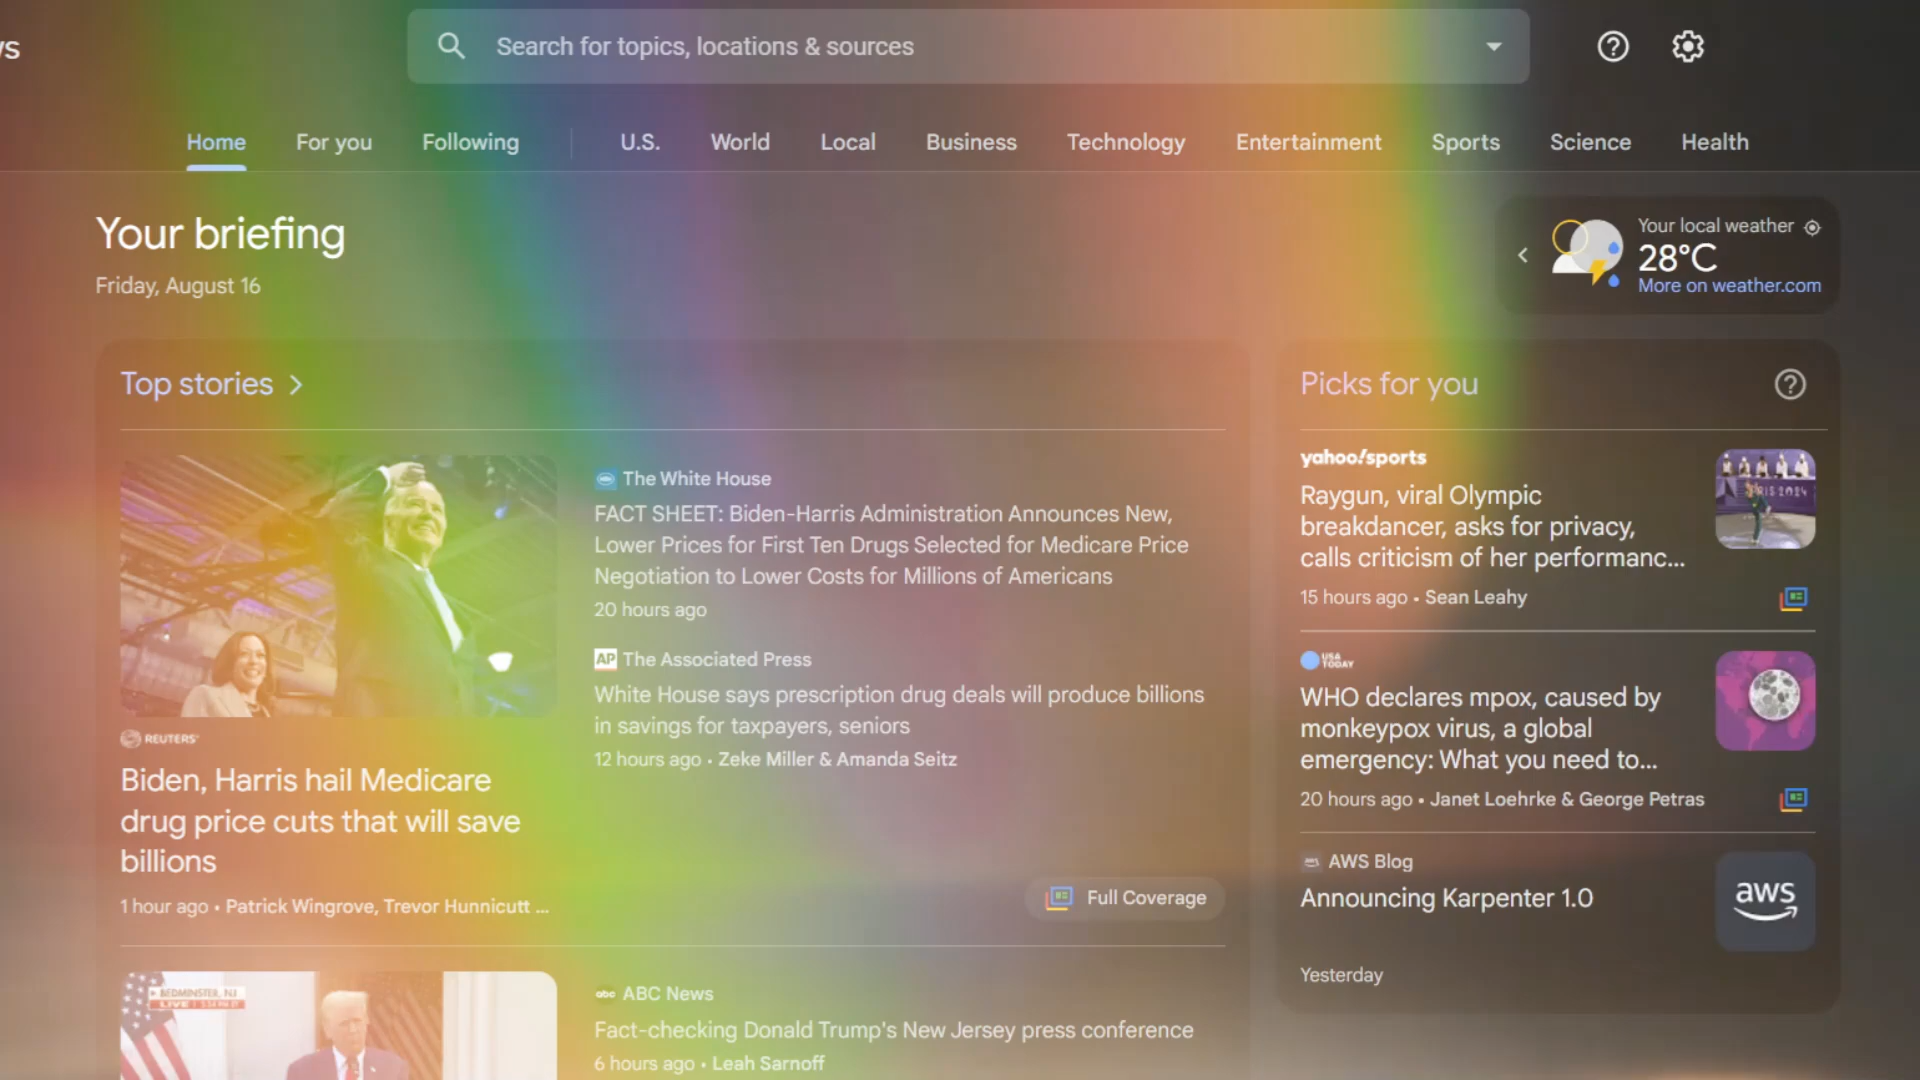 Search for topics, locations & sources
Home For you Following U.S. World Local Business Technology Entertainment Sports Science Health
Your briefing
Friday, August 16
Your local weather
28°C
More on weather.com
Top stories
The White House
FACT SHEET: Biden-Harris Administration Announces New,
Lower Prices for First Ten Drugs Selected for Medicare Price
Negotiation to Lower Costs for Millions of Americans
20 hours ago
AP The Associated Press
White House says prescription drug deals will produce billions
in savings for taxpayers, seniors
12 hours ago • Zeke Miller & Amanda Seitz
REUTERS
Biden, Harris hail Medicare
drug price cuts that will save
billions
1 hour ago • Patrick Wingrove, Trevor Hunnicutt ...
Full Coverage
BEDMINSTER, NJ
LIVE
abc ABC News
Fact-checking Donald Trump's New Jersey press conference
6 hours ago • Leah Sarnoff
Picks for you
yahoo!sports
Raygun, viral Olympic
breakdancer, asks for privacy,
calls criticism of her performanc...
15 hours ago • Sean Leahy
USA
TODAY
WHO declares mpox, caused by
monkeypox virus, a global
emergency: What you need to...
20 hours ago • Janet Loehrke & George Petras
aws AWS Blog
Announcing Karpenter 1.0
aws
Yesterday